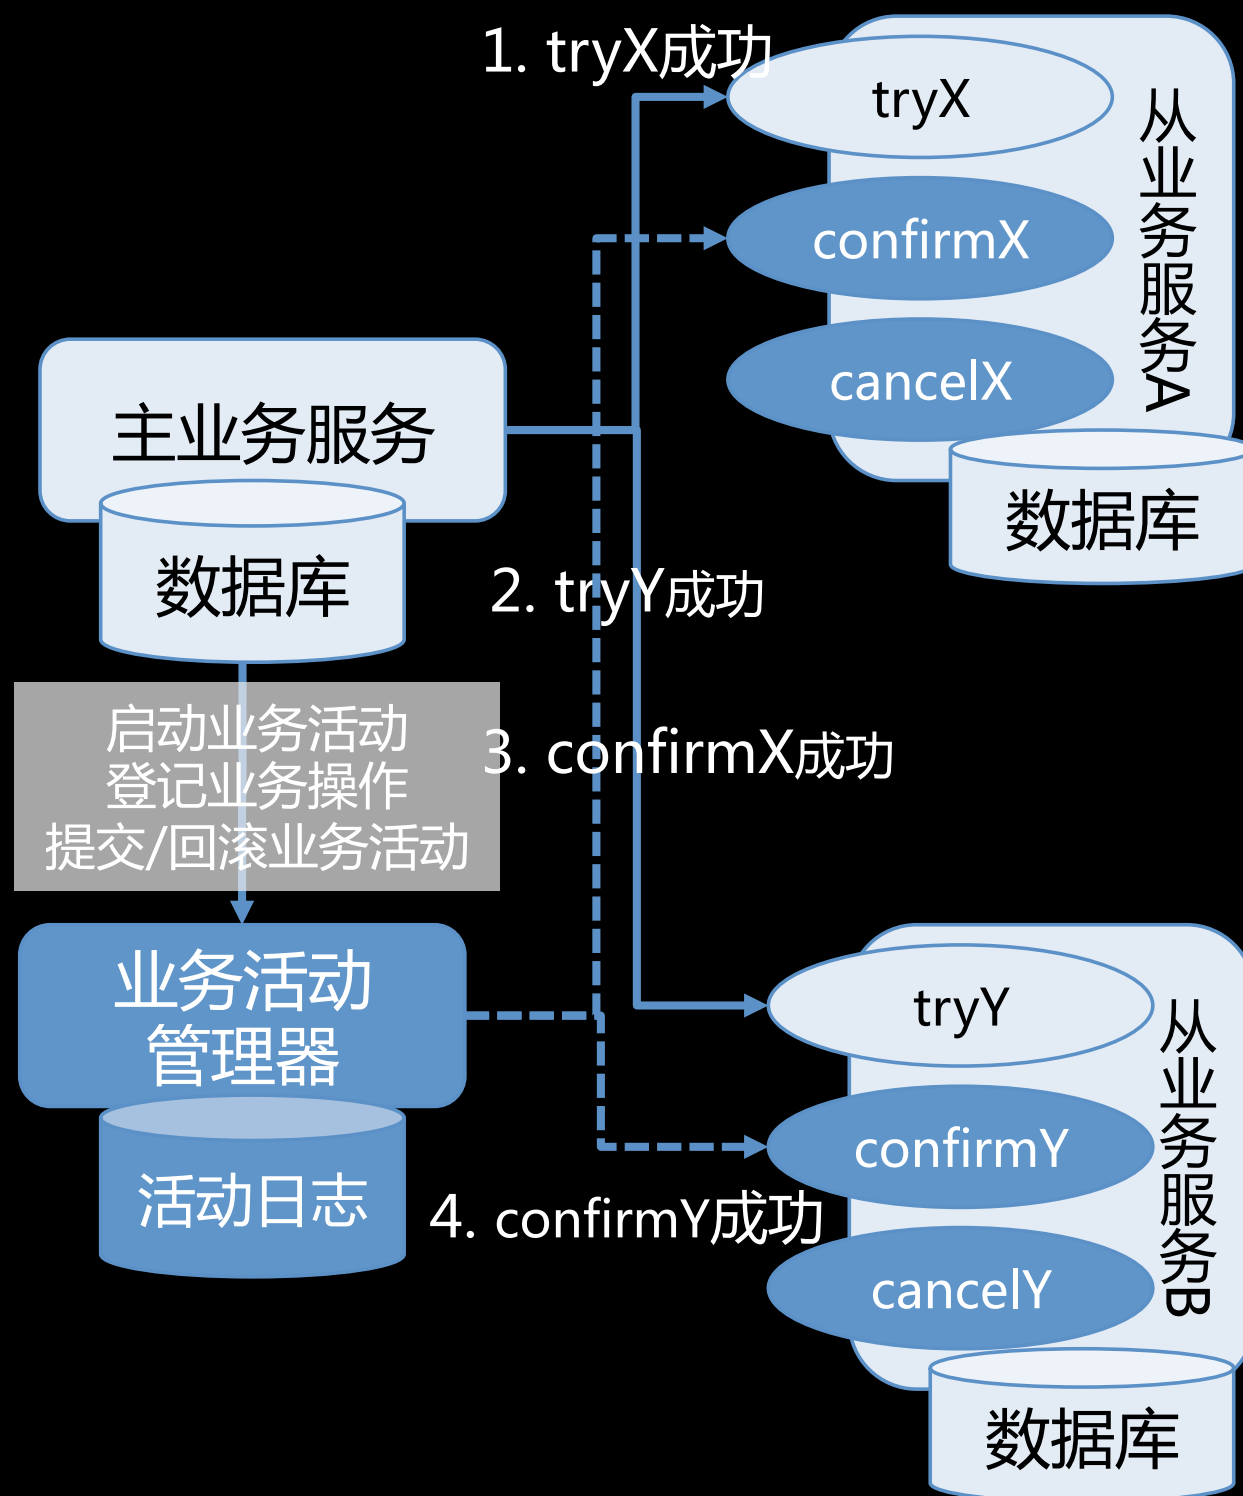 1. tryX成功
tryX
confirmX
cancelX
从业务服务A
数据库
主业务服务
数据库
2. tryY成功
启动业务活动
登记业务操作
提交/回滚业务活动
3. confirmX成功
业务活动
管理器
活动日志
tryY
confirmY
cancelY
从业务服务B
4. confirmY成功
数据库